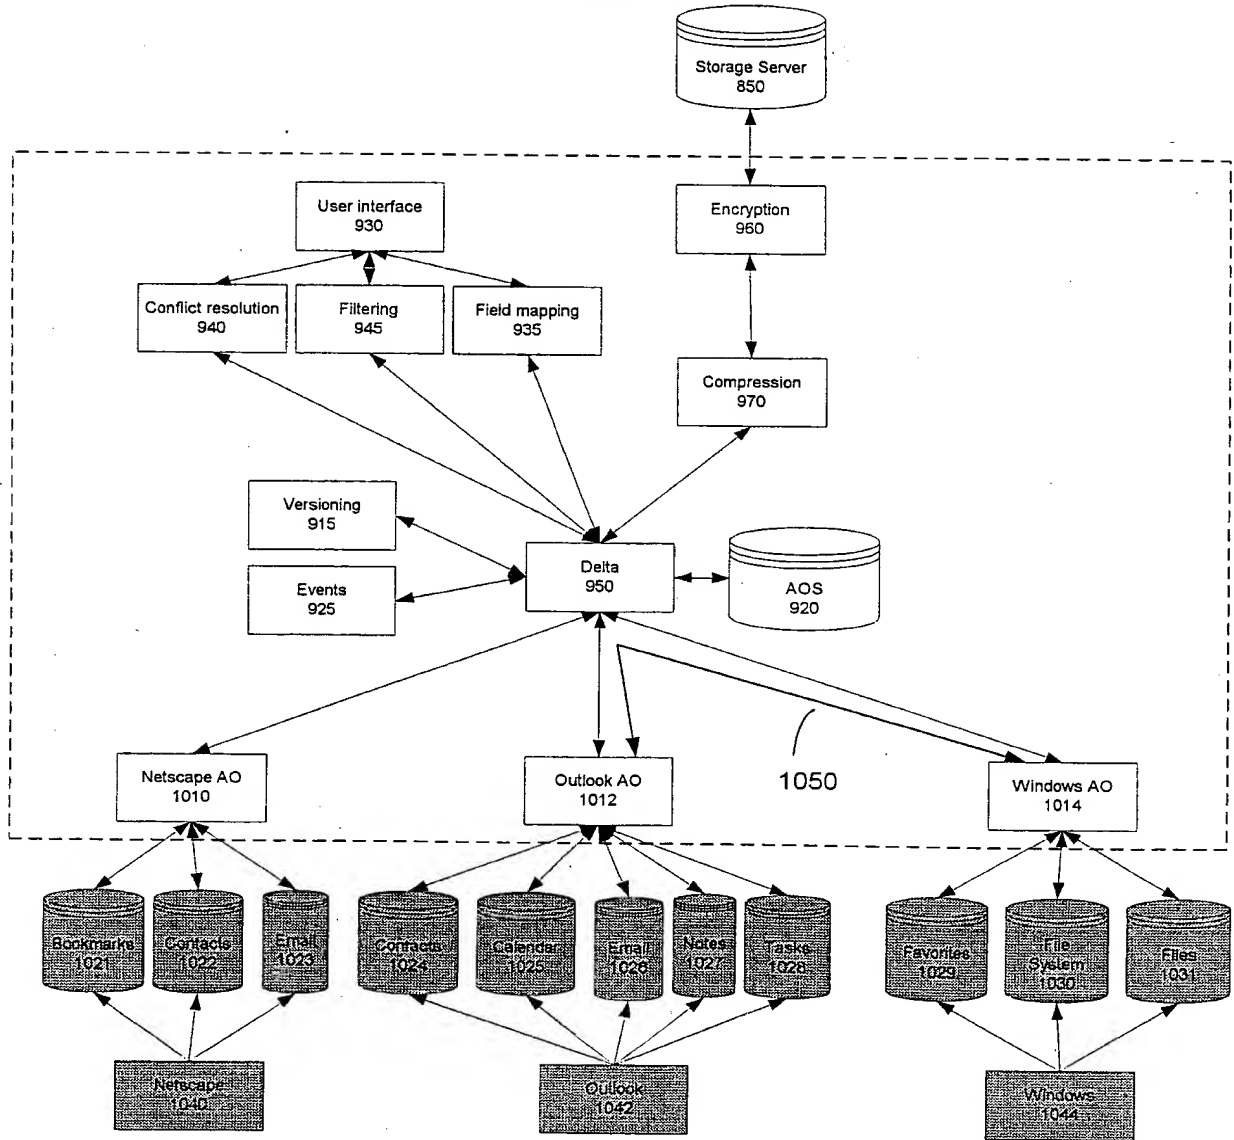 Storage Server
850
User interface
930
Encryption
960
Conflict resolution
940
Filtering
945
Field mapping
935
Compression
970
Versioning
915
Events
925
Delta
950
AOS
920
Netscape AO
1010
Outlook AO
1012
1050
Windows AO
1014
Bookmarks
1021
Contacts
1022
Email
1023
Contacts
1024
Calendar
1025
Email
1026
Notes
1027
Tasks
1028
Favorites
1029
File
System
1030
Files
1031
Netscape
1040
Outlook
1042
Windows
1044